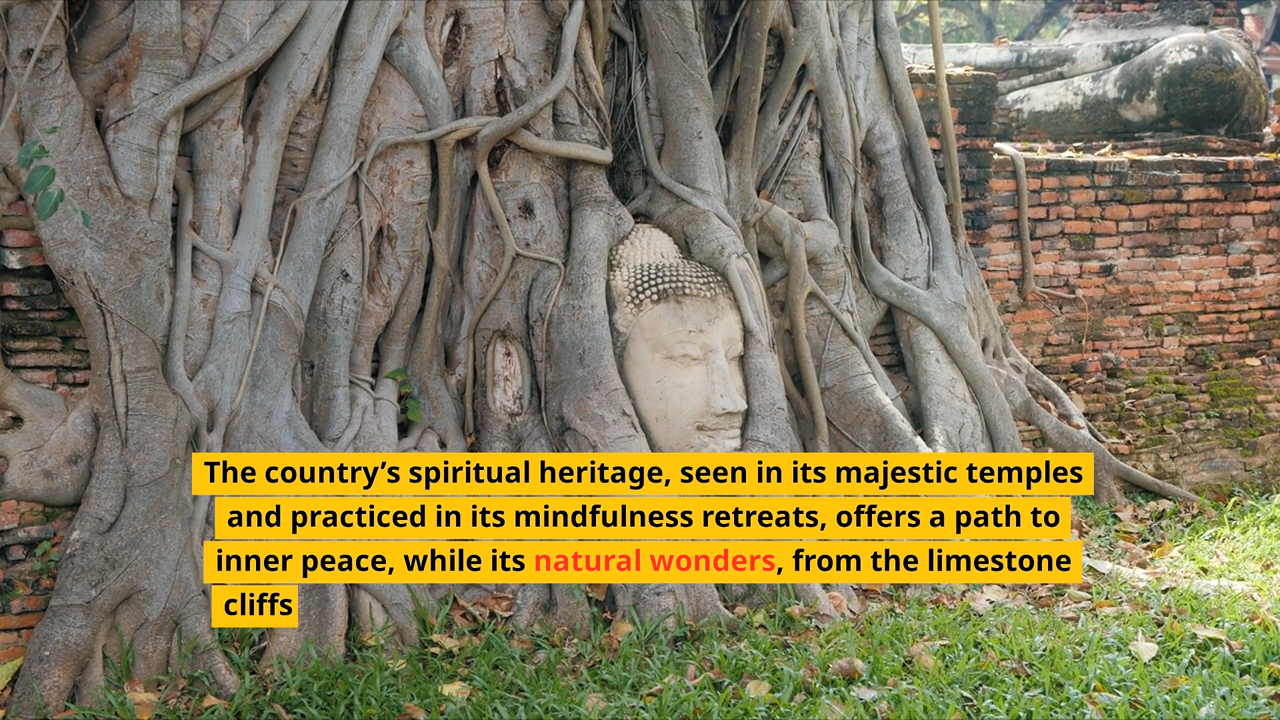 The country’s spiritual heritage, seen in its majestic temples
and practiced in its mindfulness retreats, offers a path to
inner peace, while its natural wonders, from the limestone
cliffs